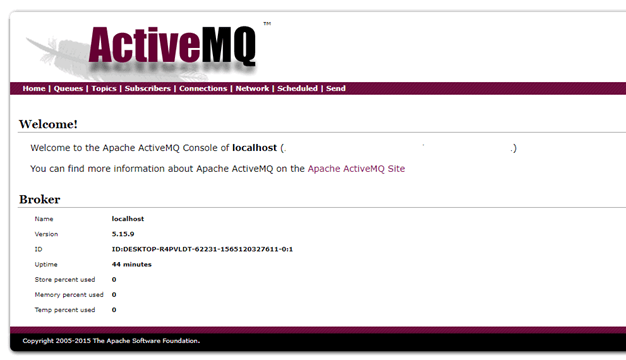 ActiveMQ ™
Home | Queues | Topics | Subscribers | Connections | Network | Scheduled | Send
Welcome!
Welcome to the Apache ActiveMQ Console of localhost (. .)
You can find more information about Apache ActiveMQ on the Apache ActiveMQ Site
Broker
Name localhost
Version 5.15.9
ID ID:DESKTOP-R4PVLDT-62231-1565120327611-0:1
Uptime 44 minutes
Store percent used 0
Memory percent used 0
Temp percent used 0
Copyright 2005-2015 The Apache Software Foundation.